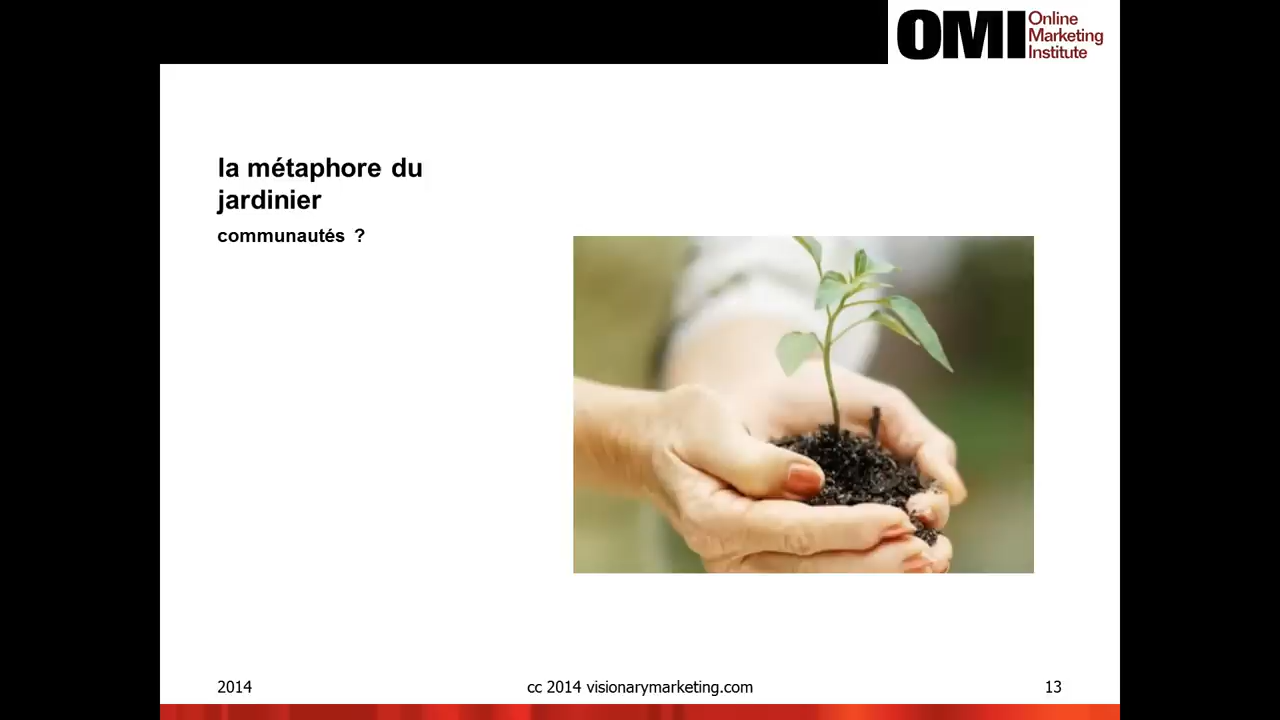 OMI Online
Marketing
Institute
la métaphore du
jardinier
communautés ?
2014
cc 2014 visionarymarketing.com
13